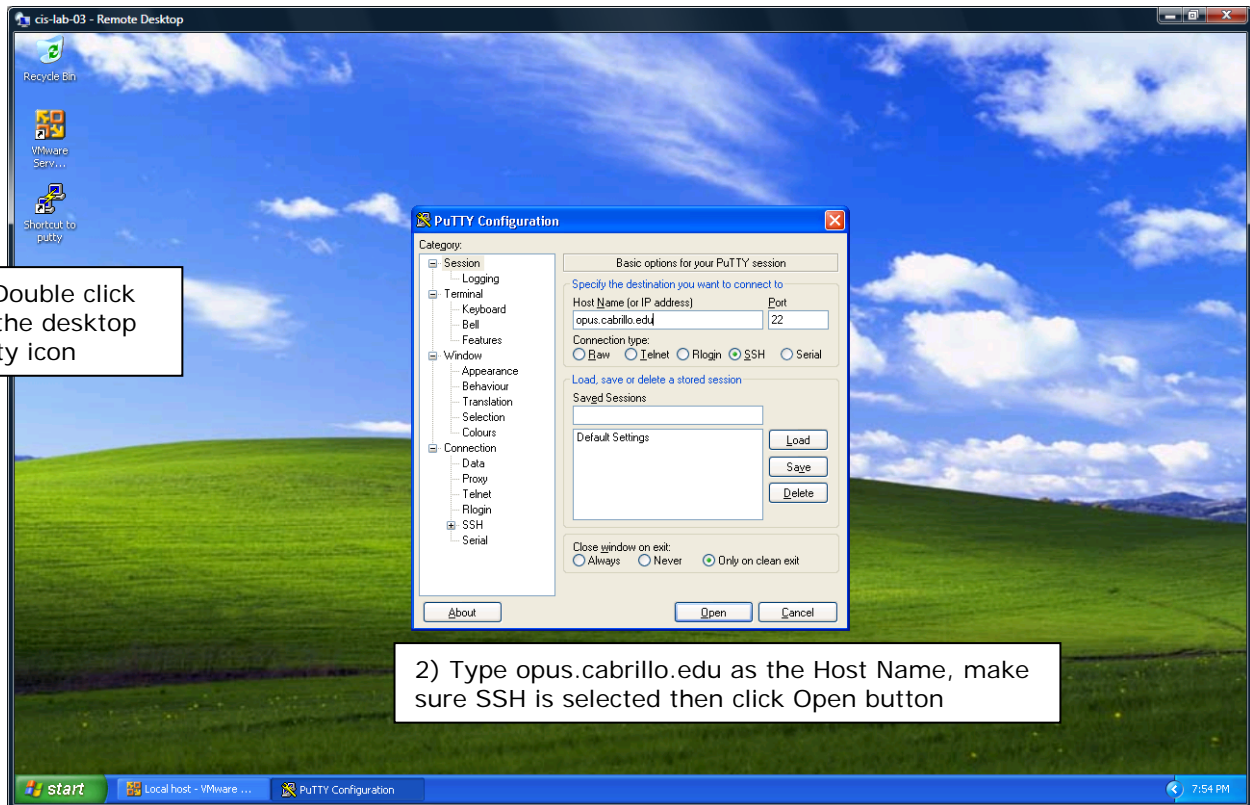 cis-lab-03 - Remote Desktop
Recycle Bin
VMware
Serv...
Shortcut to
putty
Double click
the desktop
ty icon
PuTTY Configuration
Category:
Session
Logging
Terminal
Keyboard
Bell
Features
Window
Appearance
Behaviour
Translation
Selection
Colours
Connection
Data
Proxy
Telnet
Rlogin
SSH
Serial
Basic options for your PuTTY session
Specify the destination you want to connect to
Host Name (or IP address) Port
opus.cabrillo.edu 22
Connection type:
Raw Telnet Rlogin SSH Serial
Load, save or delete a stored session
Saved Sessions
Default Settings
Load
Save
Delete
Close window on exit:
Always Never Only on clean exit
About Open Cancel
2) Type opus.cabrillo.edu as the Host Name, make
sure SSH is selected then click Open button
start Local host - VMware ... PuTTY Configuration 7:54 PM